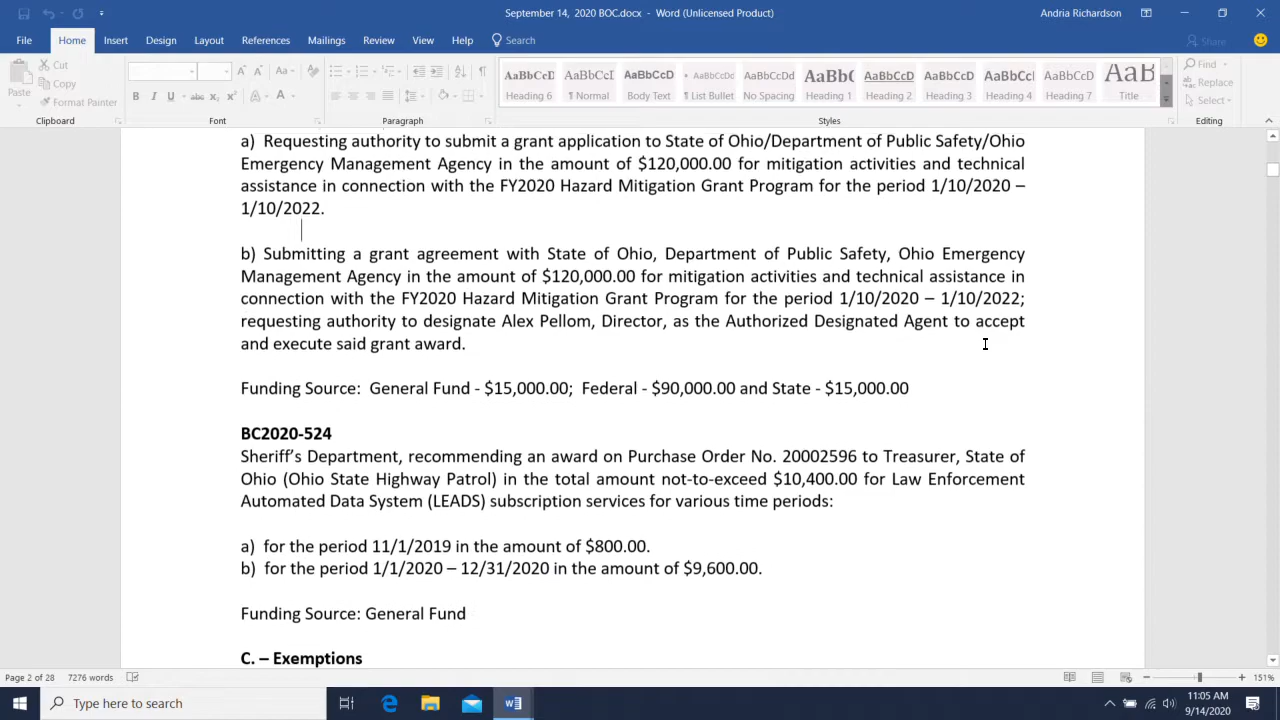 September 14, 2020 BOC.docx - Word (Unlicensed Product)
Andria Richardson
File Home Insert Design Layout References Mailings Review View Help Search Share
Paste
Cut
Copy
Format Painter
Clipboard
B I U abc X2 X2 A A
Aa
Font
Paragraph
AaBbCcD AaBbCcI AaBbCcD AaBbCcD AaBbCcDd AaBbC AaBbCcD AaBbCcD AaBbCcI AaBbCcD AaB
Heading 6 ¶ Normal Body Text ¶ List Bullet No Spacing Heading 1 Heading 2 Heading 3 Heading 4 Heading 7 Title
Styles
Find
Replace
Select
Editing
a) Requesting authority to submit a grant application to State of Ohio/Department of Public Safety/Ohio
Emergency Management Agency in the amount of $120,000.00 for mitigation activities and technical
assistance in connection with the FY2020 Hazard Mitigation Grant Program for the period 1/10/2020 –
1/10/2022.
b) Submitting a grant agreement with State of Ohio, Department of Public Safety, Ohio Emergency
Management Agency in the amount of $120,000.00 for mitigation activities and technical assistance in
connection with the FY2020 Hazard Mitigation Grant Program for the period 1/10/2020 – 1/10/2022;
requesting authority to designate Alex Pellom, Director, as the Authorized Designated Agent to accept
and execute said grant award.
Funding Source: General Fund - $15,000.00; Federal - $90,000.00 and State - $15,000.00
BC2020-524
Sheriff’s Department, recommending an award on Purchase Order No. 20002596 to Treasurer, State of
Ohio (Ohio State Highway Patrol) in the total amount not-to-exceed $10,400.00 for Law Enforcement
Automated Data System (LEADS) subscription services for various time periods:
a) for the period 11/1/2019 in the amount of $800.00.
b) for the period 1/1/2020 – 12/31/2020 in the amount of $9,600.00.
Funding Source: General Fund
C. – Exemptions
Page 2 of 28 7276 words 151%
Type here to search
11:05 AM
9/14/2020